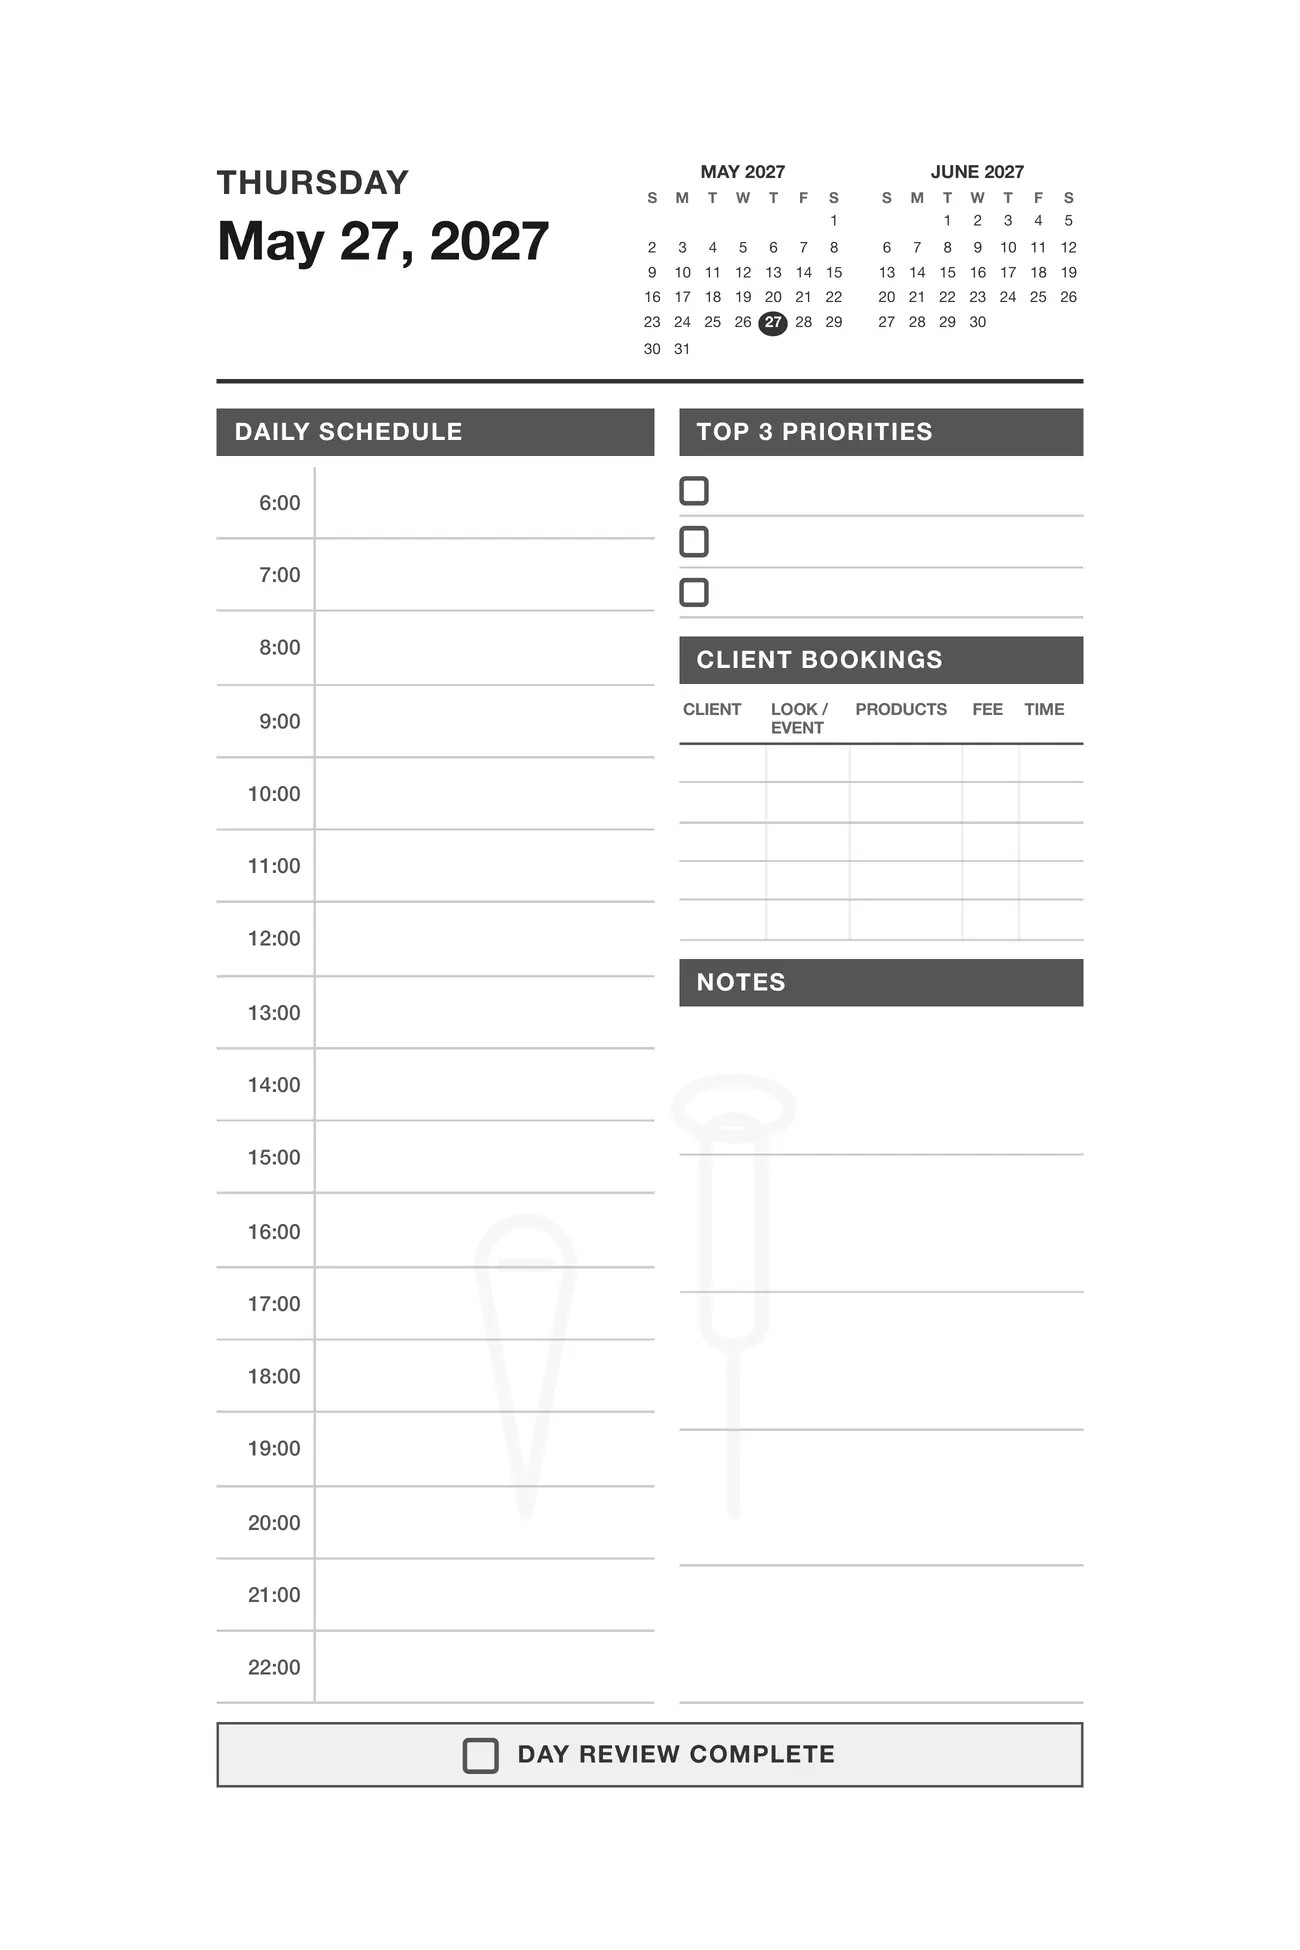 THURSDAY
May 27, 2027
MAY 2027
S M T W T F S
1
2 3 4 5 6 7 8
9 10 11 12 13 14 15
16 17 18 19 20 21 22
23 24 25 26 27 28 29
30 31
JUNE 2027
S M T W T F S
1 2 3 4 5
6 7 8 9 10 11 12
13 14 15 16 17 18 19
20 21 22 23 24 25 26
27 28 29 30
DAILY SCHEDULE
6:00
7:00
8:00
9:00
10:00
11:00
12:00
13:00
14:00
15:00
16:00
17:00
18:00
19:00
20:00
21:00
22:00
TOP 3 PRIORITIES
CLIENT BOOKINGS
CLIENT LOOK / PRODUCTS FEE TIME
EVENT
NOTES
DAY REVIEW COMPLETE